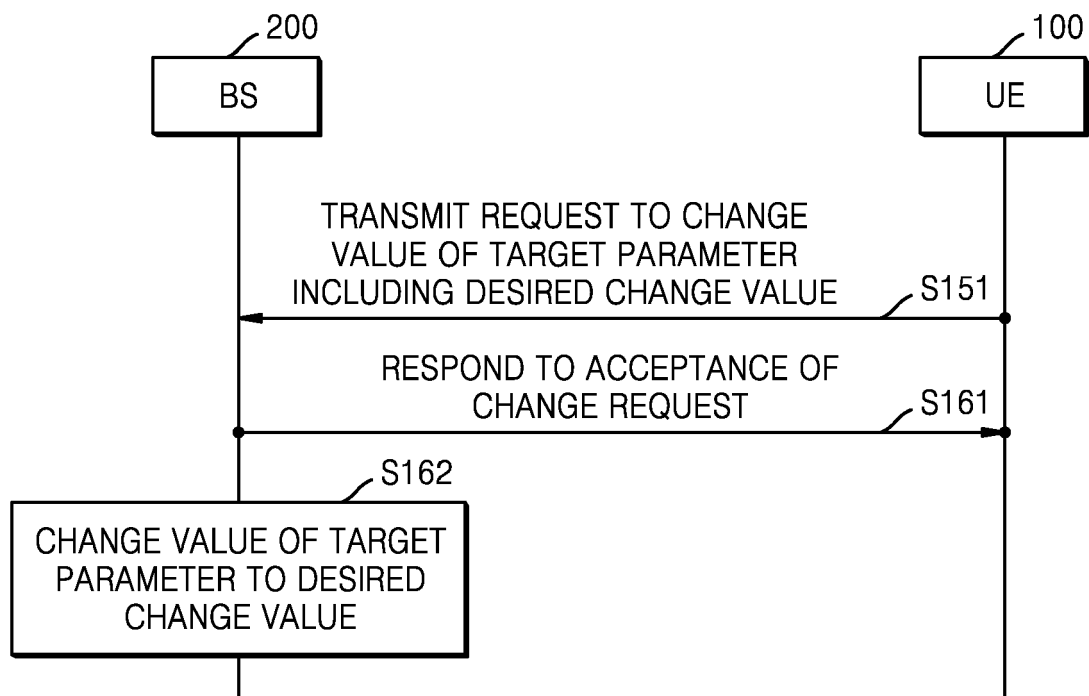 200
100
BS
UE
TRANSMIT REQUEST TO CHANGE
VALUE OF TARGET PARAMETER
INCLUDING DESIRED CHANGE VALUE
S151
RESPOND TO ACCEPTANCE OF
CHANGE REQUEST
S161
S162
CHANGE VALUE OF TARGET
PARAMETER TO DESIRED
CHANGE VALUE